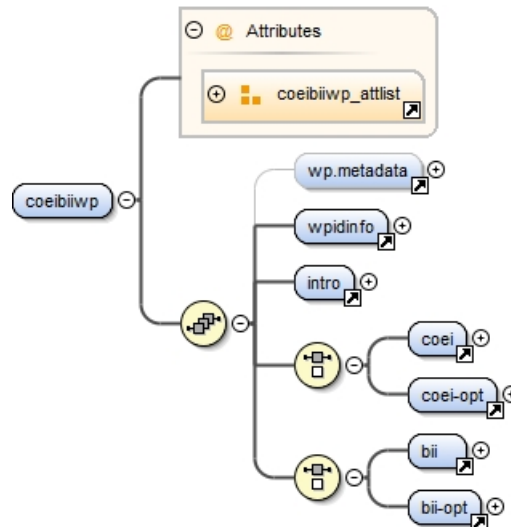 @ Attributes
coeibiiwp_attlist
coeibiiwp
wp.metadata
wpidinfo
intro
coei
coei-opt
bii
bii-opt